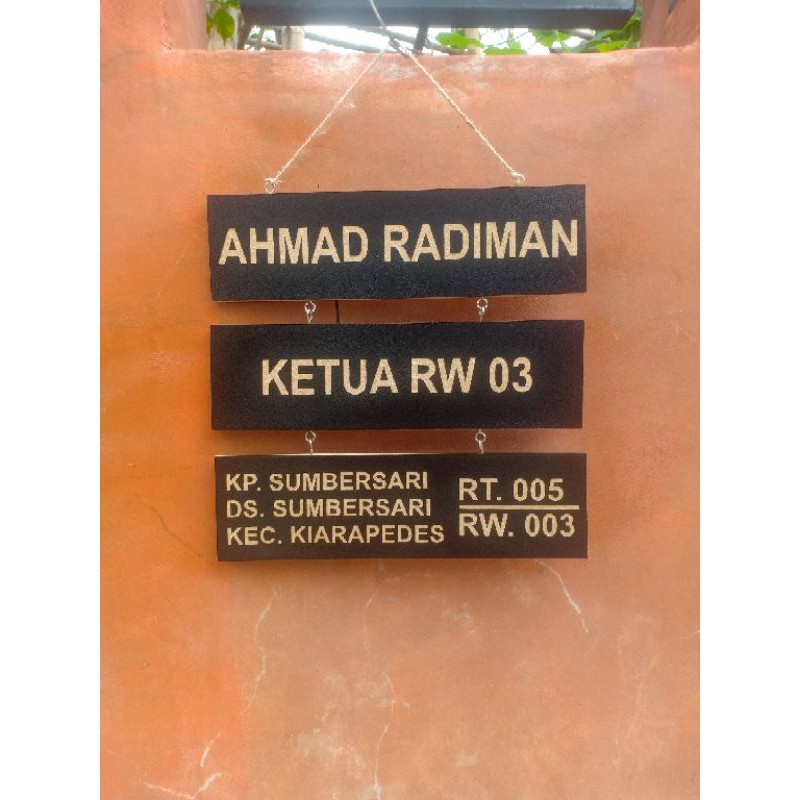 AHMAD RADIMAN
KETUA RW 03
KP. SUMBERSARI
DS. SUMBERSARI
KEC. KIARAPEDES
RT. 005
RW. 003